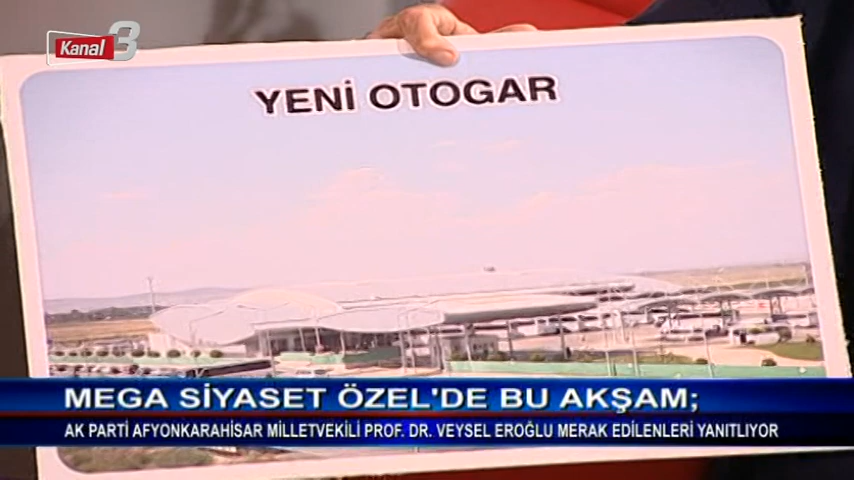 Kanal 3
YENİ OTOGAR
MEGA SİYASET ÖZEL'DE BU AKŞAM;
AK PARTİ AFYONKARAHİSAR MİLLETVEKİLİ PROF. DR. VEYSEL EROĞLU MERAK EDİLENLERİ YANITLIYOR